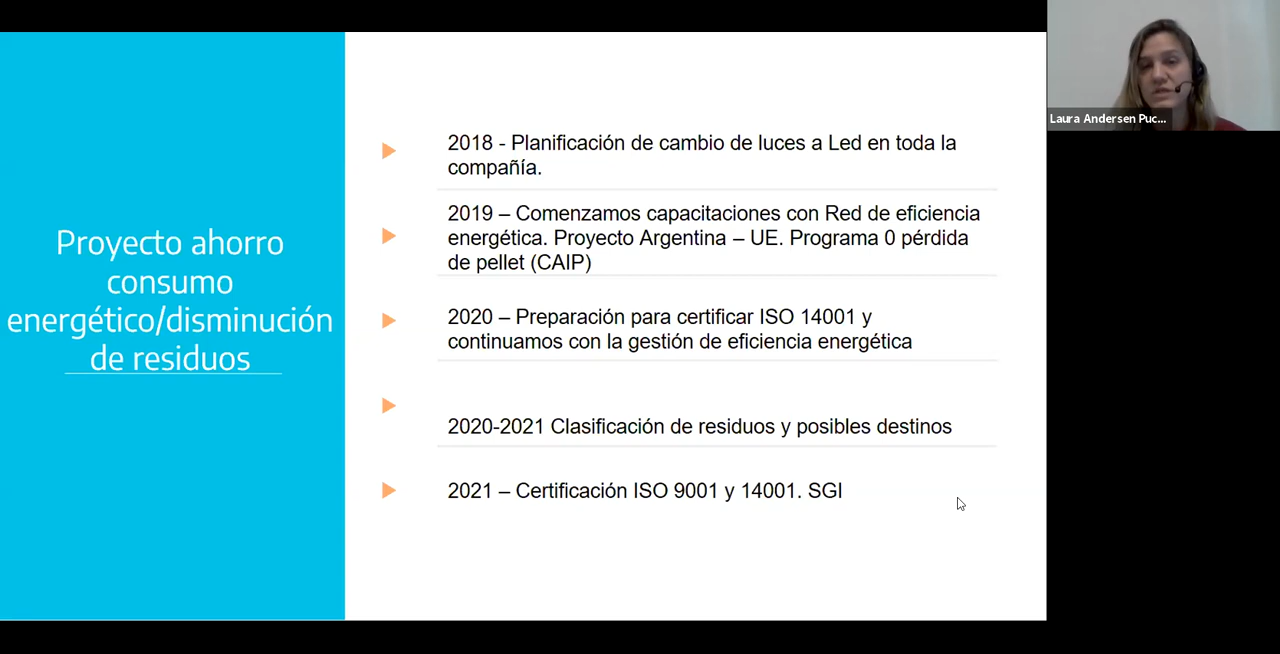 Proyecto ahorro
consumo
energético/disminución
de residuos
2018 - Planificación de cambio de luces a Led en toda la
compañía.
2019 – Comenzamos capacitaciones con Red de eficiencia
energética. Proyecto Argentina – UE. Programa 0 pérdida
de pellet (CAIP)
2020 – Preparación para certificar ISO 14001 y
continuamos con la gestión de eficiencia energética
2020-2021 Clasificación de residuos y posibles destinos
2021 – Certificación ISO 9001 y 14001. SGI
Laura Andersen Puc...